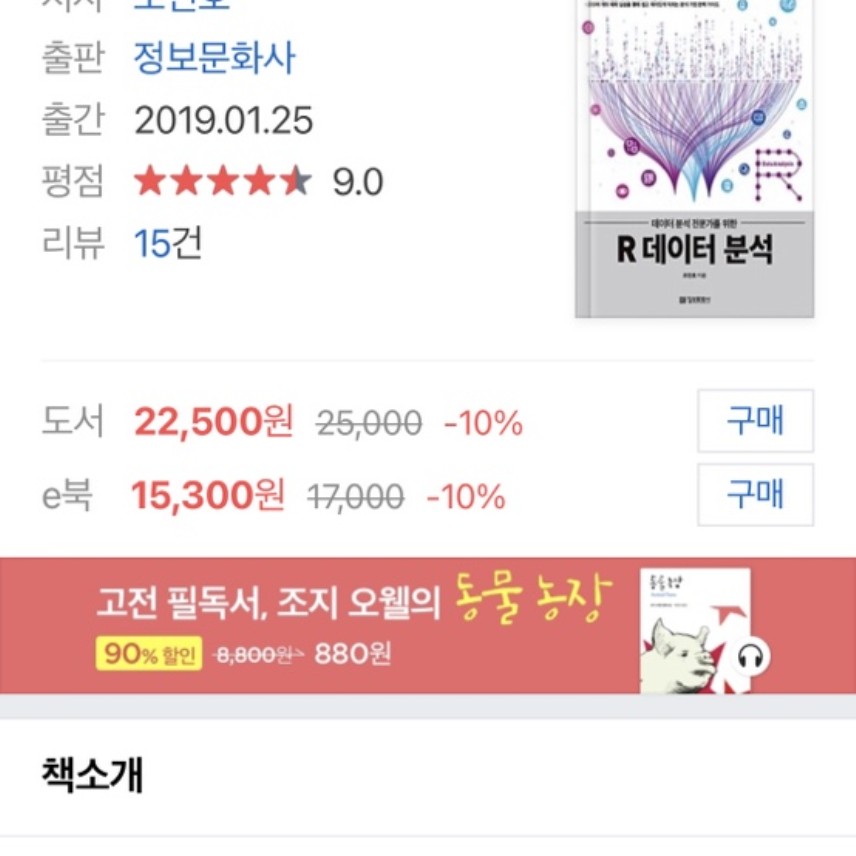 출판 정보문화사
출간 2019.01.25
평점 9.0
리뷰 15건
데이터 분석 전문가를 위한
R 데이터 분석
도서 22,500원 25,000 -10% 구매
e북 15,300원 17,000 -10% 구매
고전 필독서, 조지 오웰의 동물 농장
90% 할인 8,800원 880원
동물 농장
책소개